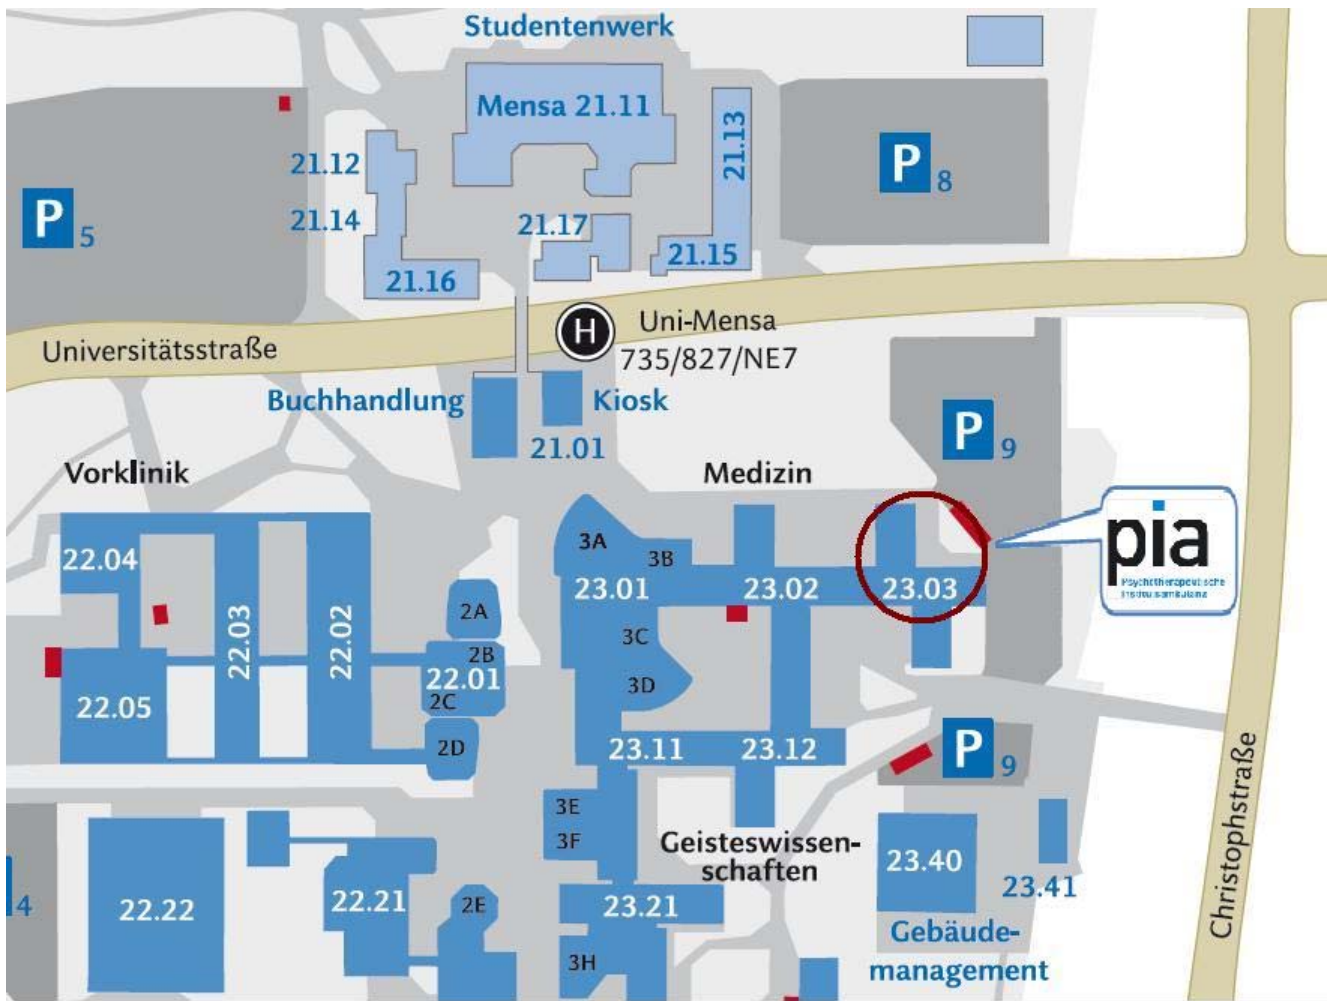 Studentenwerk
Mensa 21.11
21.13
21.12
P 8
21.14
21.17
P 5
21.15
21.16
H
Uni-Mensa
735/827/NE7
Universitätsstraße
Buchhandlung
Kiosk
21.01
P 9
Vorklinik
Medizin
pia
Psychotherapeutische
Institutsambulanz
3A
3B
22.04
23.01
23.02
23.03
2A
22.03
22.02
3C
2B
22.01
2C
3D
22.05
2D
23.11
23.12
P 9
Christophstraße
3E
3F
Geisteswissen-
schaften
23.40
23.41
4
22.22
22.21
2E
23.21
Gebäude-
management
3H